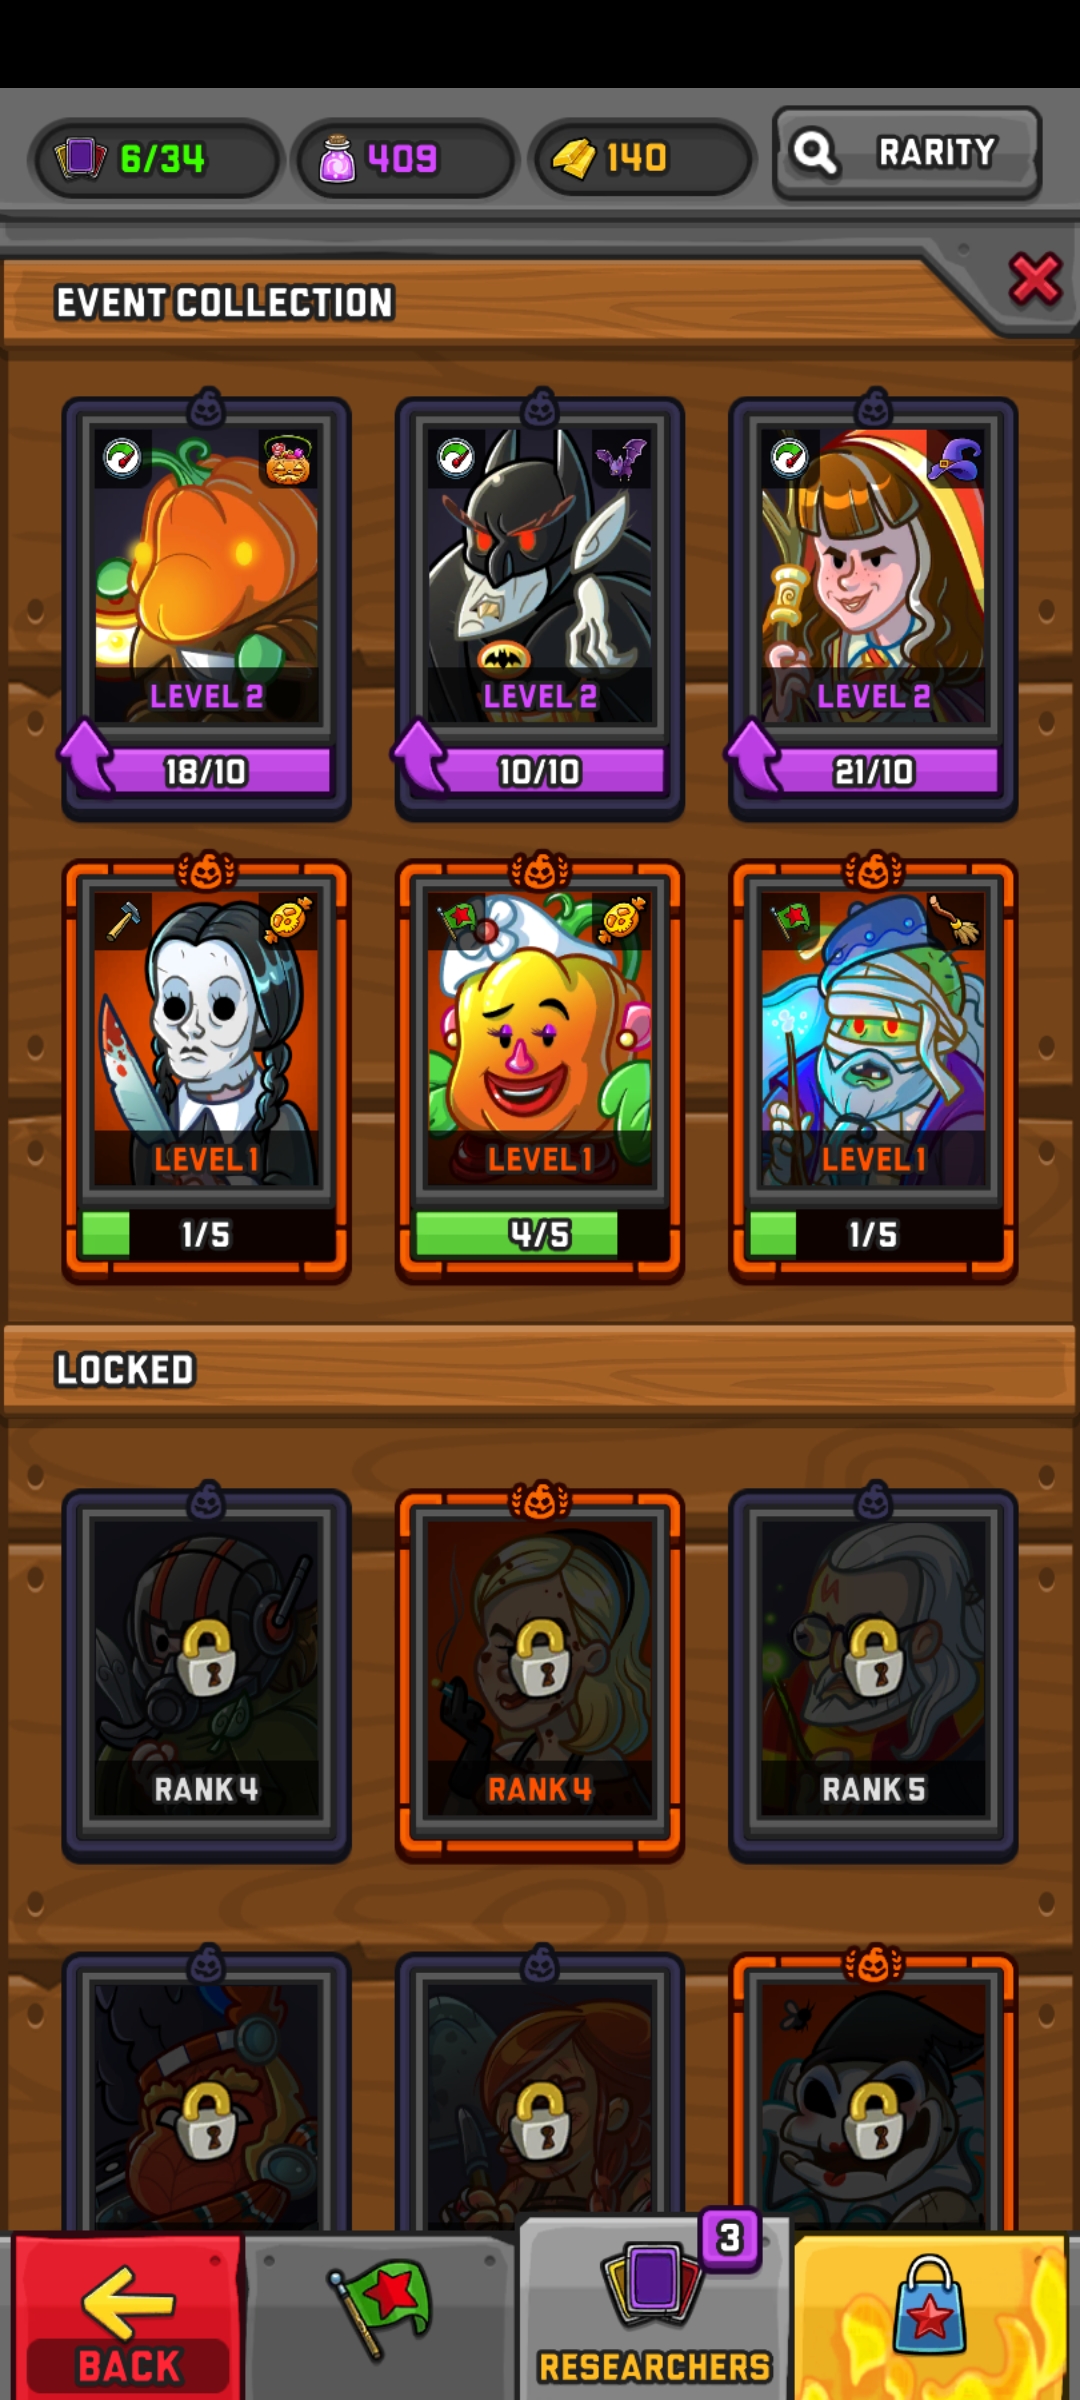 6/34
409
140
RARITY
EVENT COLLECTION
LEVEL 2
LEVEL 2
LEVEL 2
18/10
10/10
21/10
LEVEL 1
LEVEL 1
LEVEL 1
1/5
4/5
1/5
LOCKED
RANK 4
RANK 4
RANK 5
3
BACK
RESEARCHERS